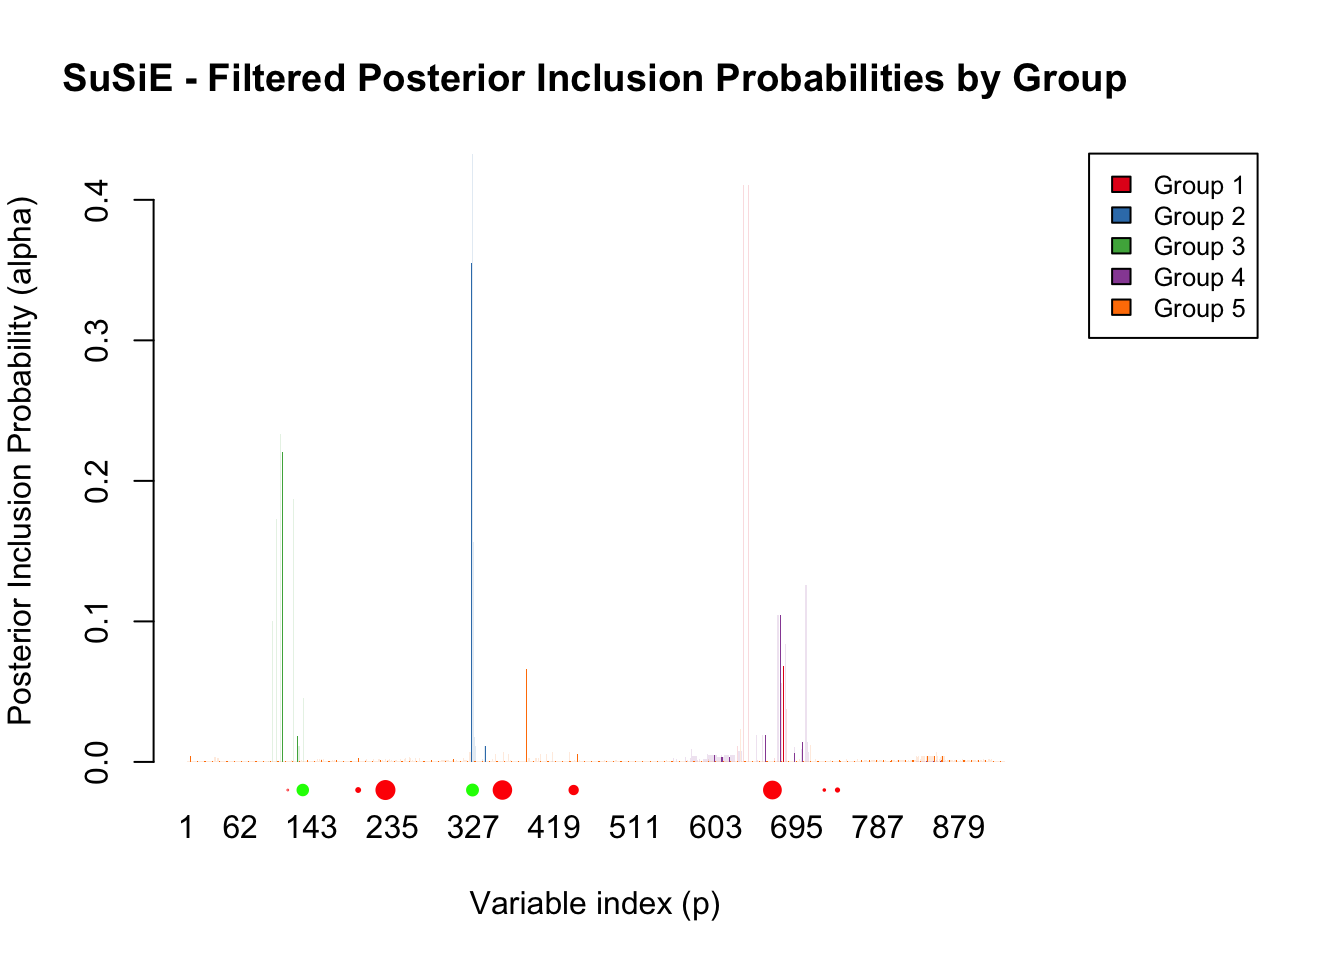 SuSiE - Filtered Posterior Inclusion Probabilities by Group
Group 1
Group 2
Group 3
Group 4
Group 5
Posterior Inclusion Probability (alpha)
0.4
0.3
0.2
0.1
0.0
1 62 143 235 327 419 511 603 695 787 879
Variable index (p)